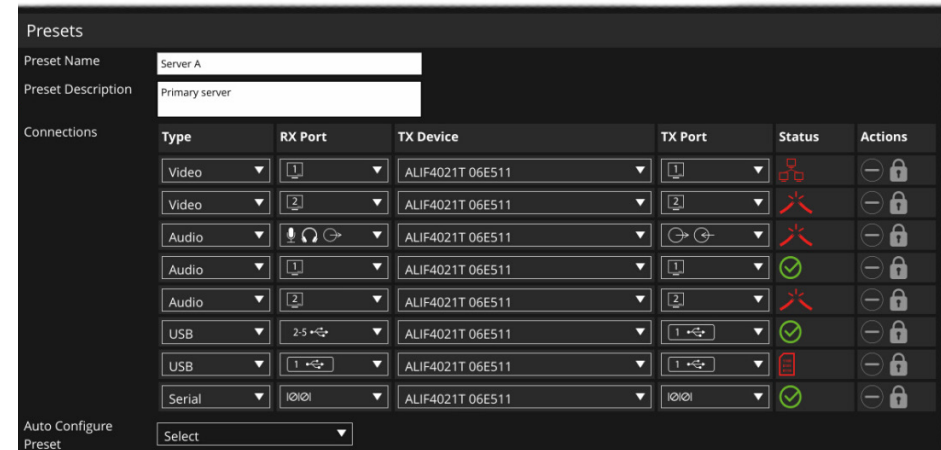 Presets
Preset Name Server A
Preset Description Primary server
Connections Type RX Port TX Device TX Port Status Actions
Video 1 ALIF4021T 06E511 1
Video 2 ALIF4021T 06E511 2
Audio ALIF4021T 06E511
Audio 1 ALIF4021T 06E511 1
Audio 2 ALIF4021T 06E511 2
USB 2-5 ALIF4021T 06E511 1
USB 1 ALIF4021T 06E511 1
Serial IOIOI ALIF4021T 06E511 IOIOI
Auto Configure
Preset Select